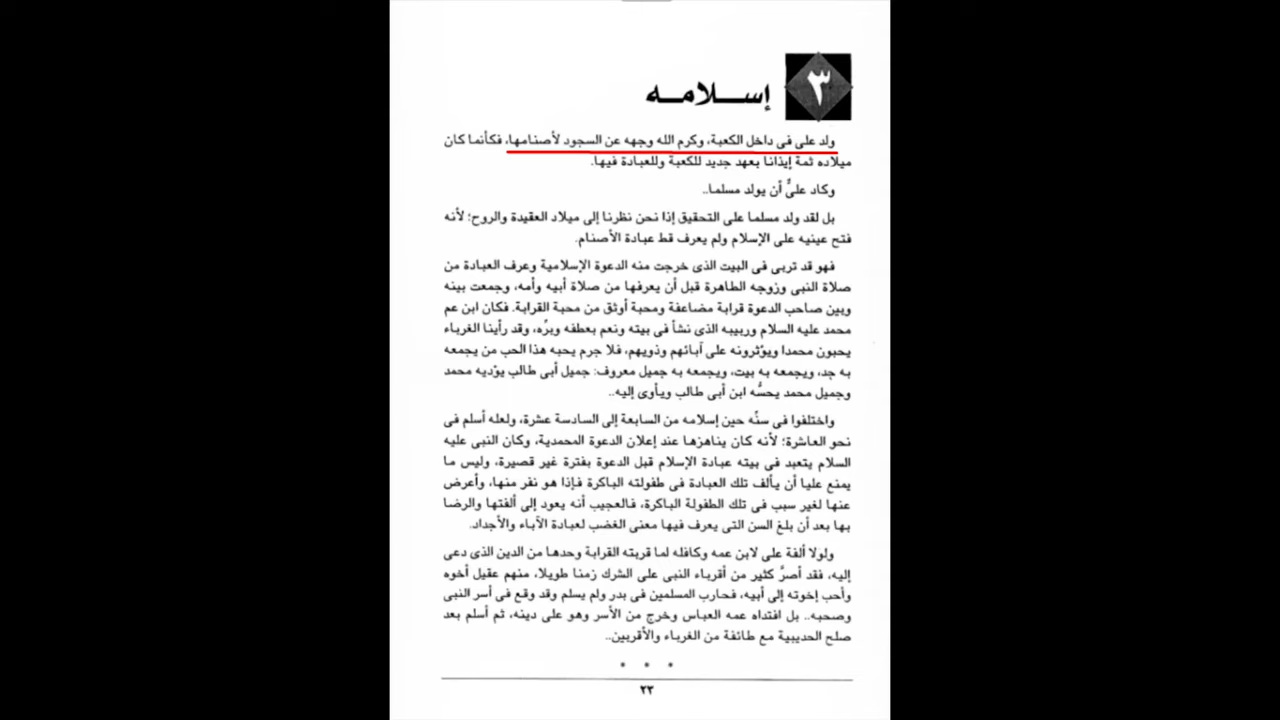 ٣
إسلامه
ولد على فى داخل الكعبة، وكرم الله وجهه عن السجود لأصنامها، فكأنما كان
ميلاده ثمة إيذانا بعهد جديد للكعبة وللعبادة فيها.
وكاد علىٌّ أن يولد مسلما..
بل لقد ولد مسلما على التحقيق إذا نحن نظرنا إلى ميلاد العقيدة والروح؛ لأنه
فتح عينيه على الإسلام ولم يعرف قط عبادة الأصنام.
فهو قد تربى فى البيت الذى خرجت منه الدعوة الإسلامية وعرف العبادة من
صلاة النبى وزوجه الطاهرة قبل أن يعرفها من صلاة أبيه وأمه، وجمعت بينه
وبين صاحب الدعوة قرابة مضاعفة ومحبة أوثق من محبة القرابة. فكان ابن عم
محمد عليه السلام وربيبه الذى نشأ فى بيته ونعم بعطفه وبرِّه، وقد رأينا الغرباء
يحبون محمدا ويؤثرونه على آبائهم وذويهم، فلا جرم يحبه هذا الحب من يجمعه
به جد، ويجمعه به بيت، ويجمعه به جميل معروف: جميل أبى طالب يؤديه محمد
وجميل محمد يحسُّه ابن أبى طالب ويأوى إليه..
واختلفوا فى سنِّه حين إسلامه من السابعة إلى السادسة عشرة، ولعله أسلم فى
نحو العاشرة؛ لأنه كان يناهزها عند إعلان الدعوة المحمدية، وكان النبى عليه
السلام يتعبد فى بيته عبادة الإسلام قبل الدعوة بفترة غير قصيرة، وليس ما
يمنع عليا أن يألف تلك العبادة فى طفولته الباكرة فإذا هو نفر منها، وأعرض
عنها لغير سبب فى تلك الطفولة الباكرة، فالعجيب أنه يعود إلى ألفتها والرضا
بها بعد أن بلغ السن التى يعرف فيها معنى الغضب لعبادة الآباء والأجداد.
ولولا ألفة على لابن عمه وكافله لما قربته القرابة وحدها من الدين الذى دعى
إليه، فقد أصرَّ كثير من أقرباء النبى على الشرك زمنا طويلا، منهم عقيل أخوه
وأحب إخوته إلى أبيه، فحارب المسلمين فى بدر ولم يسلم وقد وقع فى أسر النبى
وصحبه.. بل افتداه عمه العباس وخرج من الأسر وهو على دينه، ثم أسلم بعد
صلح الحديبية مع طائفة من الغرباء والأقربين..
* * *
٢٣